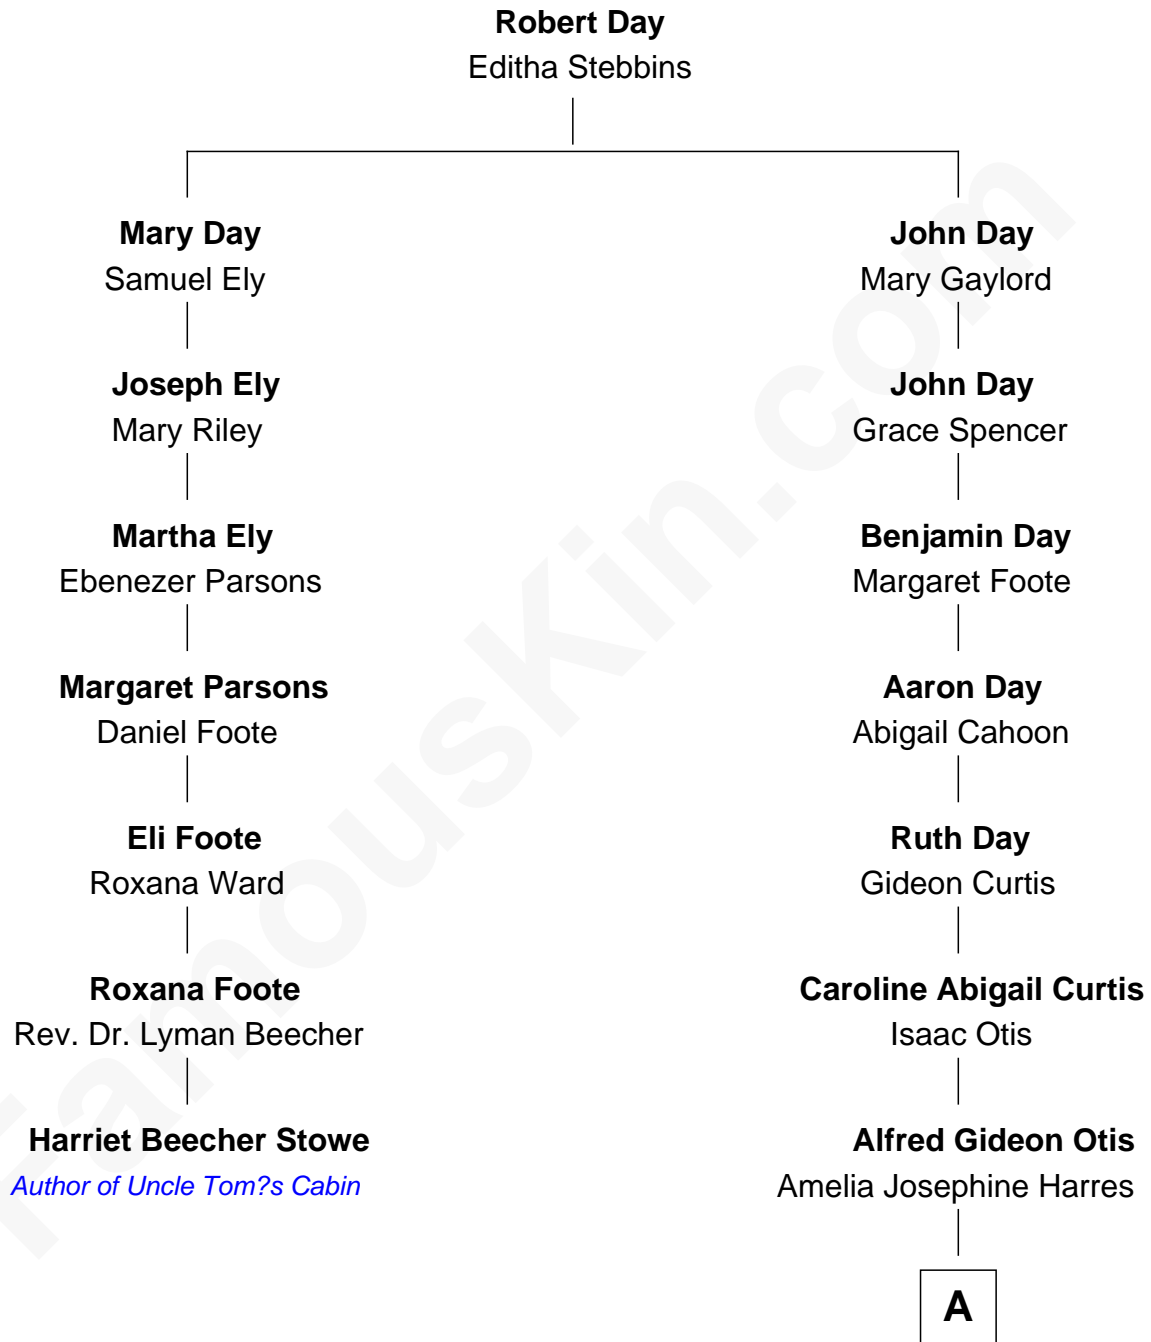 Robert Day
Editha Stebbins
Mary Day
Samuel Ely
John Day
Mary Gaylord
Joseph Ely
Mary Riley
John Day
Grace Spencer
Martha Ely
Ebenezer Parsons
Benjamin Day
Margaret Foote
Margaret Parsons
Daniel Foote
Aaron Day
Abigail Cahoon
Eli Foote
Roxana Ward
Ruth Day
Gideon Curtis
Roxana Foote
Rev. Dr. Lyman Beecher
Caroline Abigail Curtis
Isaac Otis
Harriet Beecher Stowe
Author of Uncle Tom?s Cabin
Alfred Gideon Otis
Amelia Josephine Harres
A
FamousKin.com